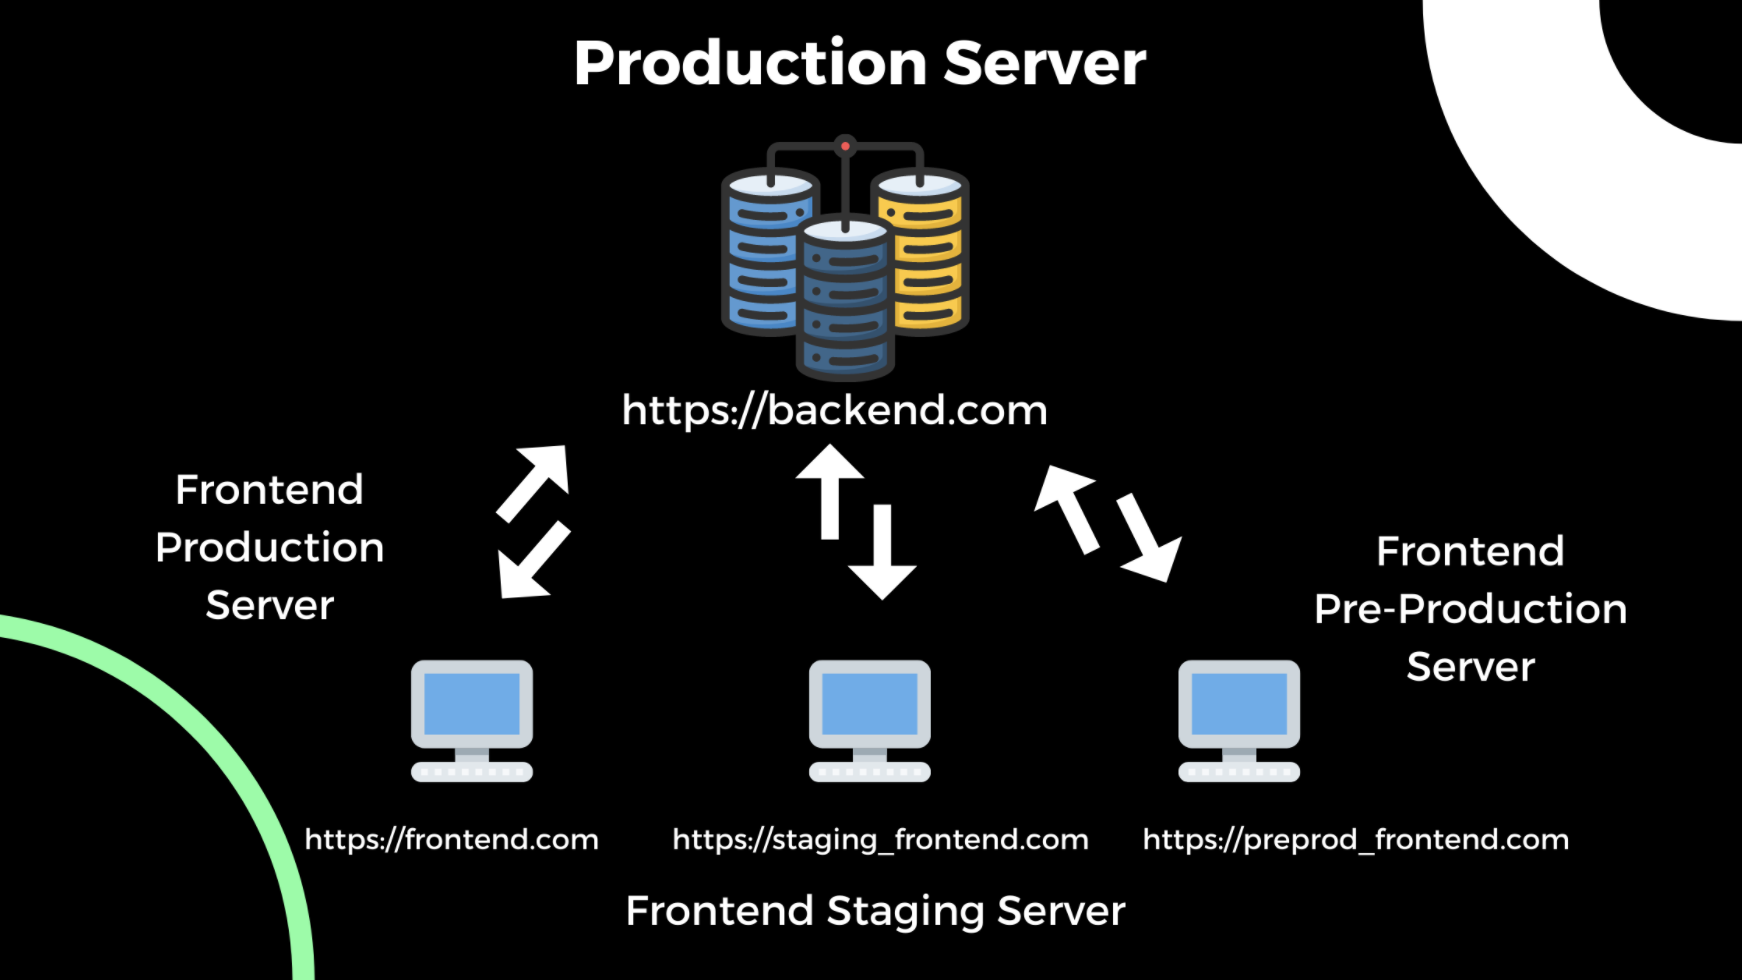 Production Server
https://backend.com
Frontend
Production
Server
Frontend
Pre-Production
Server
https://frontend.com
https://staging_frontend.com
https://preprod_frontend.com
Frontend Staging Server